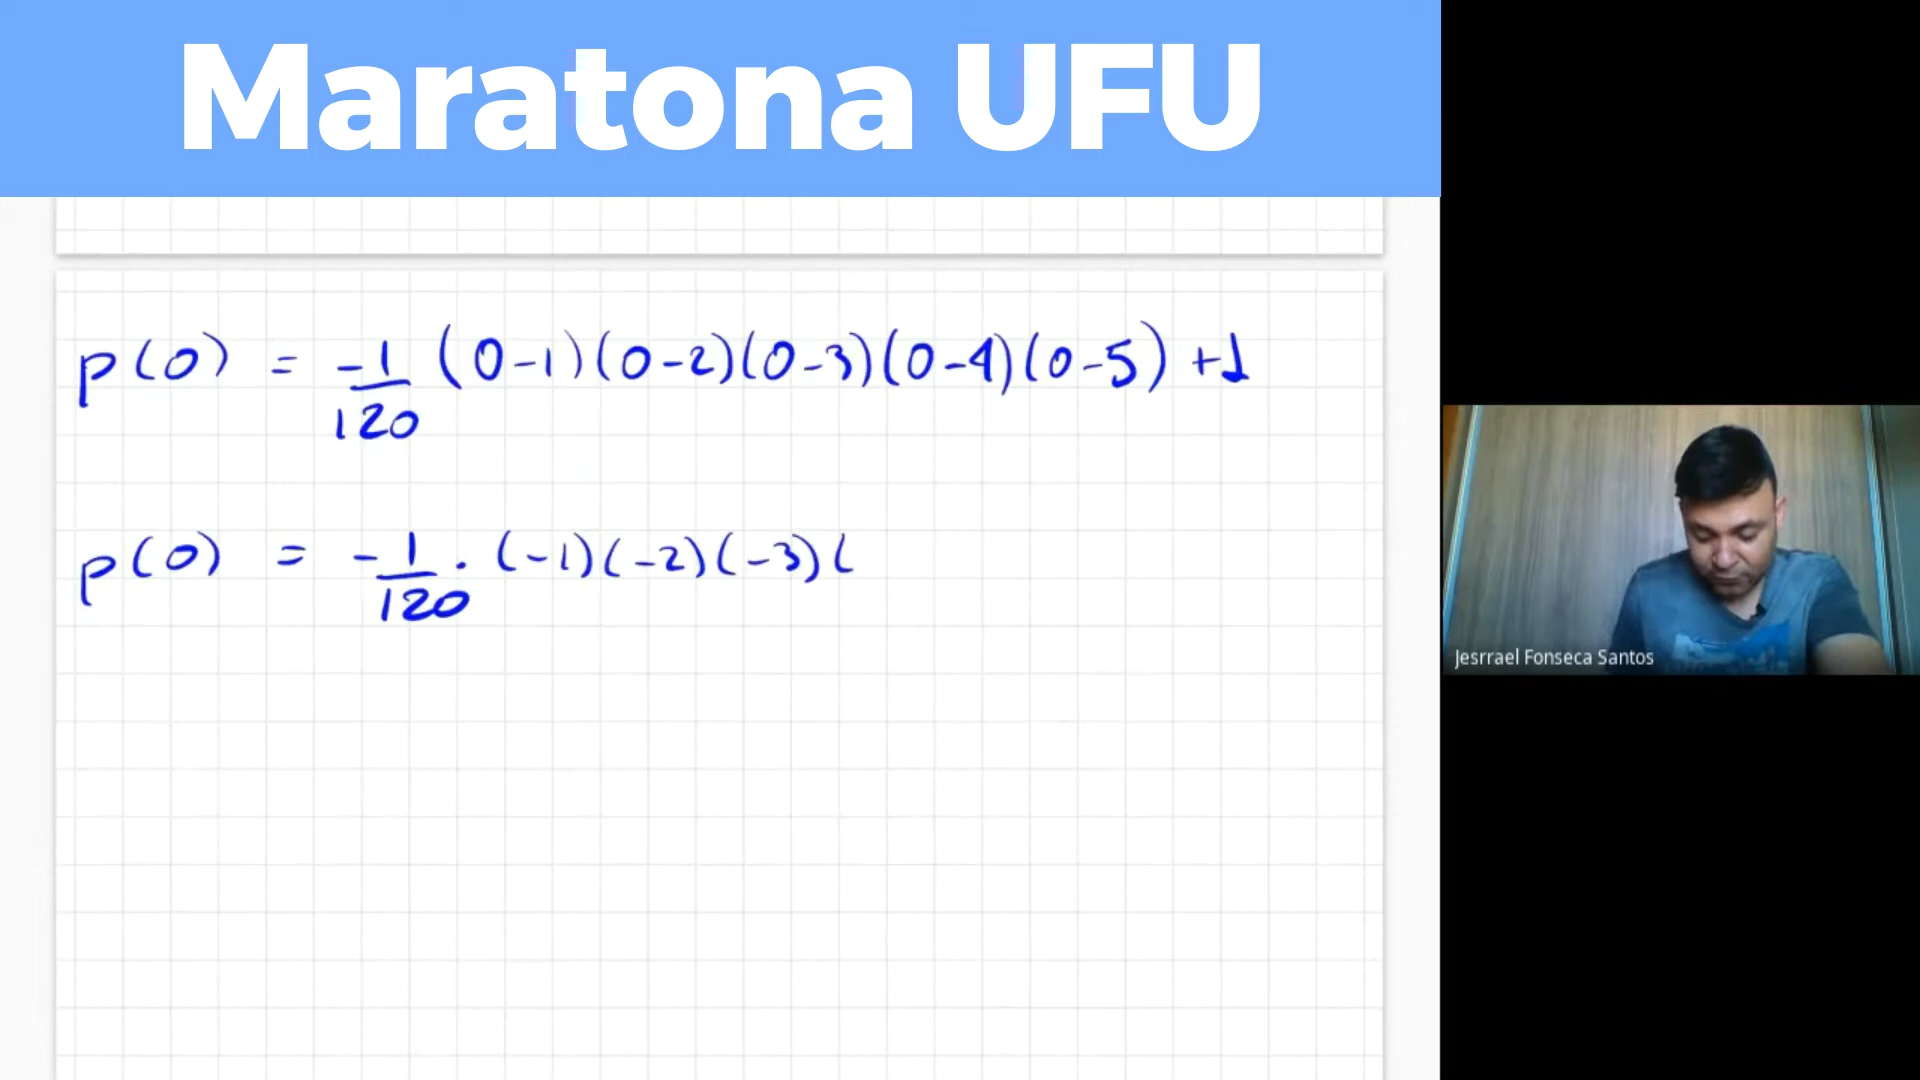 Maratona UFU
p(0) = -1/120 (0-1)(0-2)(0-3)(0-4)(0-5) +1
p(0) = -1/120 . (-1)(-2)(-3)(
Jesrrael Fonseca Santos